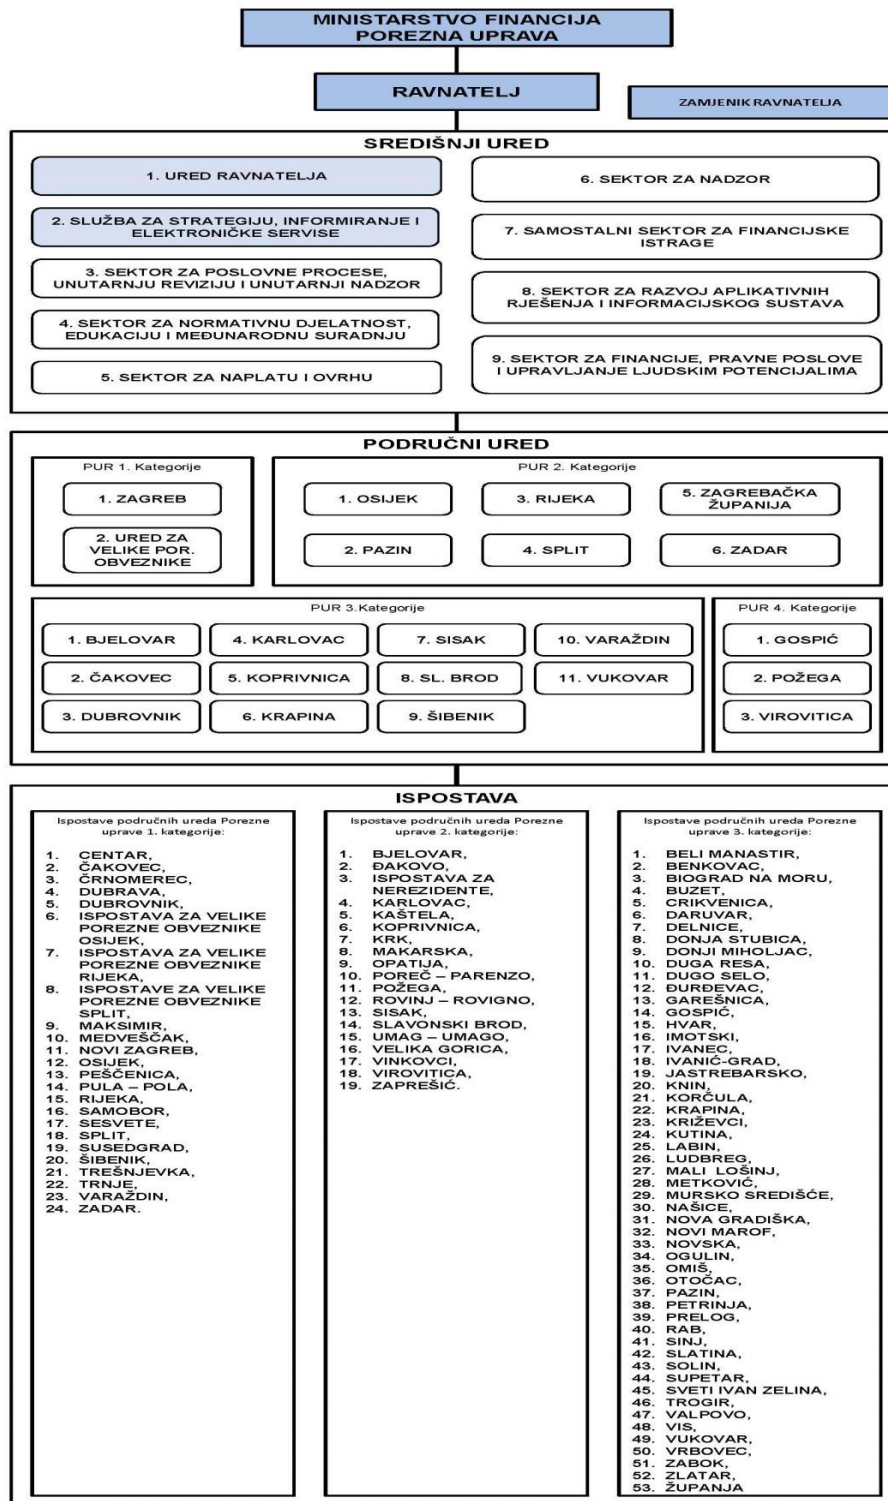 MINISTARSTVO FINANCIJA
POREZNA UPRAVA
RAVNATELJ
ZAMJENIK RAVNATELJA
SREDIŠNJI URED
1. URED RAVNATELJA
2. SLUŽBA ZA STRATEGIJU, INFORMIRANJE I
ELEKTRONIČKE SERVISE
3. SEKTOR ZA POSLOVNE PROCESE,
UNUTARNJU REVIZIJU I UNUTARNJI NADZOR
4. SEKTOR ZA NORMATIVNU DJELATNOST,
EDUKACIJU I MEĐUNARODNU SURADNJU
5. SEKTOR ZA NAPLATU I OVRHU
6. SEKTOR ZA NADZOR
7. SAMOSTALNI SEKTOR ZA FINANCIJSKE
ISTRAGE
8. SEKTOR ZA RAZVOJ APLIKATIVNIH
RJEŠENJA I INFORMACIJSKOG SUSTAVA
9. SEKTOR ZA FINANCIJE, PRAVNE POSLOVE
I UPRAVLJANJE LJUDSKIM POTENCIJALIMA
PODRUČNI URED
PUR 1. Kategorije
1. ZAGREB
2. URED ZA
VELIKE POR.
OBVEZNIKE
PUR 2. Kategorije
1. OSIJEK
2. PAZIN
3. RIJEKA
4. SPLIT
5. ZAGREBAČKA
ŽUPANIJA
6. ZADAR
PUR 3.Kategorije
1. BJELOVAR
2. ČAKOVEC
3. DUBROVNIK
4. KARLOVAC
5. KOPRIVNICA
6. KRAPINA
7. SISAK
8. SL. BROD
9. ŠIBENIK
10. VARAŽDIN
11. VUKOVAR
PUR 4. Kategorije
1. GOSPIĆ
2. POŽEGA
3. VIROVITICA
ISPOSTAVA
Ispostave područnih ureda Porezne
uprave 1. kategorije:
1. CENTAR,
2. ČAKOVEC,
3. ČRNOMEREC,
4. DUBRAVA,
5. DUBROVNIK,
6. ISPOSTAVA ZA VELIKE
POREZNE OBVEZNIKE
OSIJEK,
7. ISPOSTAVA ZA VELIKE
POREZNE OBVEZNIKE
RIJEKA,
8. ISPOSTAVE ZA VELIKE
POREZNE OBVEZNIKE
SPLIT,
9. MAKSIMIR,
10. MEDVEŠČAK,
11. NOVI ZAGREB,
12. OSIJEK,
13. PEŠČENICA,
14. PULA – POLA,
15. RIJEKA,
16. SAMOBOR,
17. SESVETE,
18. SPLIT,
19. SUSEDGRAD,
20. ŠIBENIK,
21. TREŠNJEVKA,
22. TRNJE,
23. VARAŽDIN,
24. ZADAR.
Ispostave područnih ureda Porezne
uprave 2. kategorije:
1. BJELOVAR,
2. ĐAKOVO,
3. ISPOSTAVA ZA
NEREZIDENTE,
4. KARLOVAC,
5. KAŠTELA,
6. KOPRIVNICA,
7. KRK,
8. MAKARSKA,
9. OPATIJA,
10. POREČ – PARENZO,
11. POŽEGA,
12. ROVINJ – ROVIGNO,
13. SISAK,
14. SLAVONSKI BROD,
15. UMAG – UMAGO,
16. VELIKA GORICA,
17. VINKOVCI,
18. VIROVITICA,
19. ZAPREŠIĆ.
Ispostave područnih ureda Porezne
uprave 3. kategorije:
1. BELI MANASTIR,
2. BENKOVAC,
3. BIOGRAD NA MORU,
4. BUZET,
5. CRIKVENICA,
6. DARUVAR,
7. DELNICE,
8. DONJA STUBICA,
9. DONJI MIHOLJAC,
10. DUGA RESA,
11. DUGO SELO,
12. ĐURĐEVAC,
13. GAREŠNICA,
14. GOSPIĆ,
15. HVAR,
16. IMOTSKI,
17. IVANEC,
18. IVANIĆ-GRAD,
19. JASTREBARSKO,
20. KNIN,
21. KORČULA,
22. KRAPINA,
23. KRIŽEVCI,
24. KUTINA,
25. LABIN,
26. LUDBREG,
27. MALI LOŠINJ,
28. METKOVIĆ,
29. MURSKO SREDIŠĆE,
30. NAŠICE,
31. NOVA GRADIŠKA,
32. NOVI MAROF,
33. NOVSKA,
34. OGULIN,
35. OMIŠ,
36. OTOČAC,
37. PAZIN,
38. PETRINJA,
39. PRELOG,
40. RAB,
41. SINJ,
42. SLATINA,
43. SOLIN,
44. SUPETAR,
45. SVETI IVAN ZELINA,
46. TROGIR,
47. VALPOVO,
48. VIS,
49. VUKOVAR,
50. VRBOVEC,
51. ZABOK,
52. ZLATAR,
53. ŽUPANJA